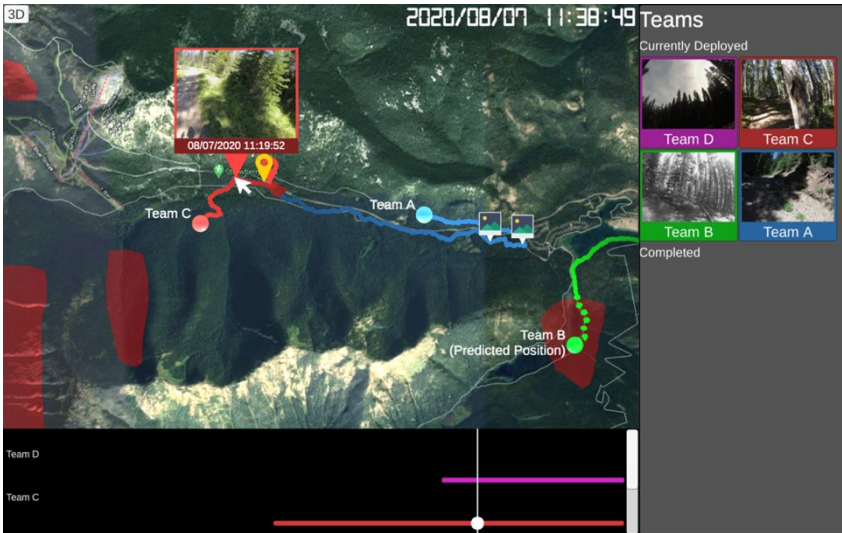 3D
2020/08/07 11:38:49
08/07/2020 11:19:52
Team C
Team A
Team B
(Predicted Position)
Teams
Currently Deployed
Team D
Team C
Team B
Team A
Completed
Team D
Team C